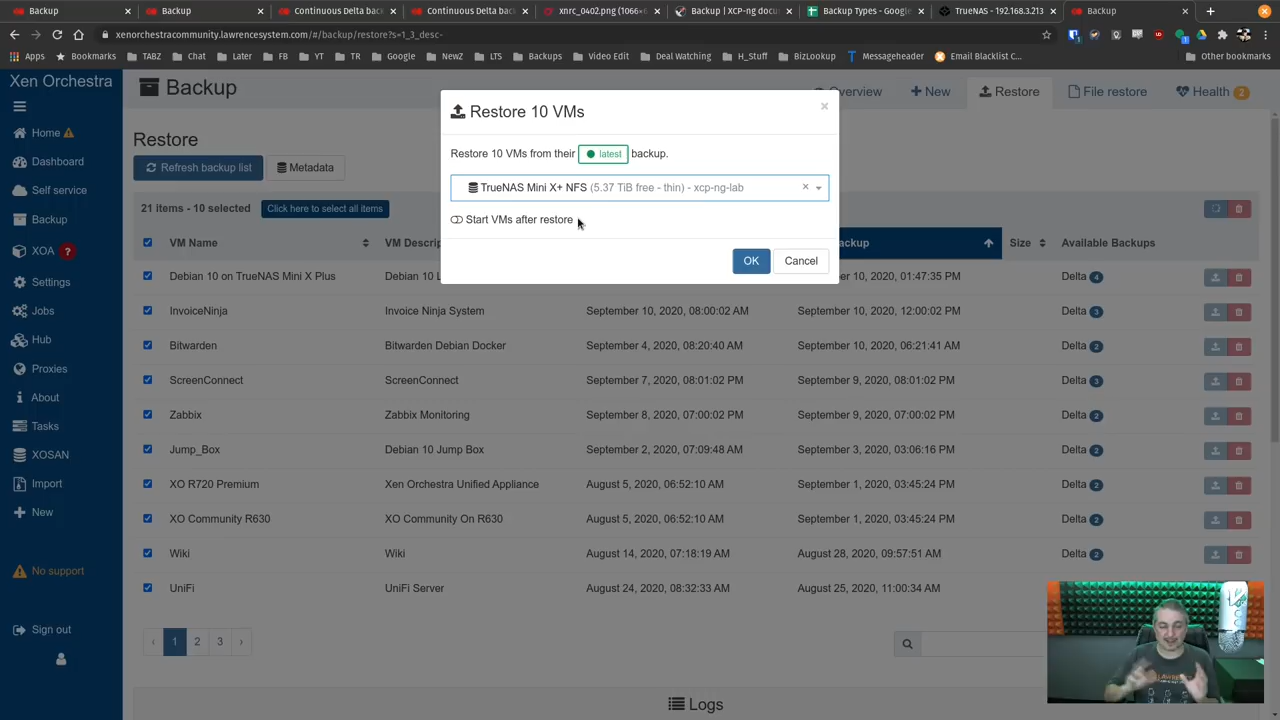 Backup
Backup
Continuous Delta back
Continuous Delta back
xnrc_0402.png (1066×6
Backup | XCP-ng docu
Backup Types - Google
TrueNAS - 192.168.3.213
Backup
xenorchestracommunity.lawrencesystem.com/#/backup/restore?s=1_3_desc-
Apps
Bookmarks
TABZ
Chat
Later
FB
YT
TR
Google
NewZ
LTS
Backups
Video Edit
Deal Watching
H_Stuff
BizLookup
Messageheader
Email Blacklist C...
Other bookmarks
Xen Orchestra
Backup
Overview
New
Restore
File restore
Health 2
Home
Dashboard
Self service
Backup
XOA ?
Settings
Jobs
Hub
Proxies
About
Tasks
XOSAN
Import
New
No support
Sign out
Restore
Refresh backup list
Metadata
21 items - 10 selected
Click here to select all items
Restore 10 VMs
×
Restore 10 VMs from their latest backup.
TrueNAS Mini X+ NFS (5.37 TiB free - thin) - xcp-ng-lab
Start VMs after restore
OK
Cancel
VM Name VM Descrip ackup Size Available Backups
Debian 10 on TrueNAS Mini X Plus Debian 10 L er 10, 2020, 01:47:35 PM Delta 4
InvoiceNinja Invoice Ninja System September 10, 2020, 08:00:02 AM September 10, 2020, 12:00:02 PM Delta 3
Bitwarden Bitwarden Debian Docker September 4, 2020, 08:20:40 AM September 10, 2020, 06:21:41 AM Delta 2
ScreenConnect ScreenConnect September 7, 2020, 08:01:02 PM September 9, 2020, 08:01:02 PM Delta 3
Zabbix Zabbix Monitoring September 8, 2020, 07:00:02 PM September 9, 2020, 07:00:02 PM Delta 2
Jump_Box Debian 10 Jump Box September 2, 2020, 07:09:48 AM September 3, 2020, 03:06:16 PM Delta 2
XO R720 Premium Xen Orchestra Unified Appliance August 5, 2020, 06:52:10 AM September 1, 2020, 03:45:24 PM Delta 2
XO Community R630 XO Community On R630 August 5, 2020, 06:52:10 AM September 1, 2020, 03:45:24 PM Delta 2
Wiki Wiki August 14, 2020, 07:18:19 AM August 28, 2020, 09:57:51 AM Delta 2
UniFi UniFi Server August 24, 2020, 08:32:33 AM August 25, 2020, 11:00:34 AM
‹ 1 2 3 ›
Logs